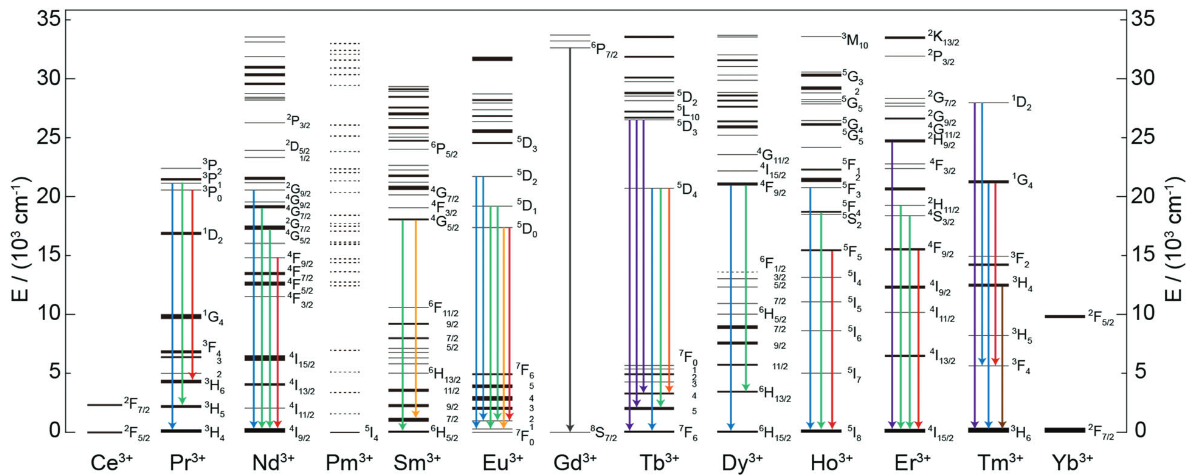 E / (10³ cm⁻¹)
35
30
25
20
15
10
5
0
²F₇/₂
²F₅/₂
Ce³⁺
³P₂
³P₁
³P₀
¹D₂
¹G₄
³F₄
3
2
³H₆
³H₅
³H₄
Pr³⁺
²P₃/₂
²D₅/₂
1/2
²G₉/₂
⁴G₉/₂
⁴G₇/₂
²G₇/₂
⁴G₅/₂
⁴F₉/₂
⁴F₇/₂
⁴F₅/₂
⁴F₃/₂
⁴I₁₅/₂
⁴I₁₃/₂
⁴I₁₁/₂
⁴I₉/₂
Nd³⁺
⁵I₄
Pm³⁺
⁶P₅/₂
⁴G₇/₂
⁴F₃/₂
⁴G₅/₂
⁶F₁₁/₂
9/2
7/2
5/2
⁶H₁₃/₂
11/2
9/2
7/2
⁶H₅/₂
Sm³⁺
⁵D₃
⁵D₂
⁵D₁
⁵D₀
⁷F₆
5
4
3
2
1
⁷F₀
Eu³⁺
⁶P₇/₂
⁸S₇/₂
Gd³⁺
⁵D₂
⁵L₁₀
⁵D₃
⁵D₄
⁷F₀
1
2
3
4
5
⁷F₆
Tb³⁺
⁴G₁₁/₂
⁴I₁₅/₂
⁴F₉/₂
⁶F₁/₂
3/2
5/2
7/2
⁶H₅/₂
7/2
9/2
11/2
⁶H₁₃/₂
⁶H₁₅/₂
Dy³⁺
³M₁₀
⁵G₃
2
⁵G₅
⁵G₄
⁵G₅
⁵F₁
2
⁵F₃
⁵F₄
⁵S₂
⁵F₅
⁵I₄
⁵I₅
⁵I₆
⁵I₇
⁵I₈
Ho³⁺
²K₁₃/₂
²P₃/₂
²G₇/₂
²G₉/₂
⁴G₁₁/₂
²H₉/₂
⁴F₃/₂
²H₁₁/₂
⁴S₃/₂
⁴F₉/₂
⁴I₉/₂
⁴I₁₁/₂
⁴I₁₃/₂
⁴I₁₅/₂
Er³⁺
¹D₂
¹G₄
³F₂
³H₄
³H₅
³F₄
³H₆
Tm³⁺
²F₅/₂
²F₇/₂
Yb³⁺
35
30
25
20
15
10
5
0
E / (10³ cm⁻¹)